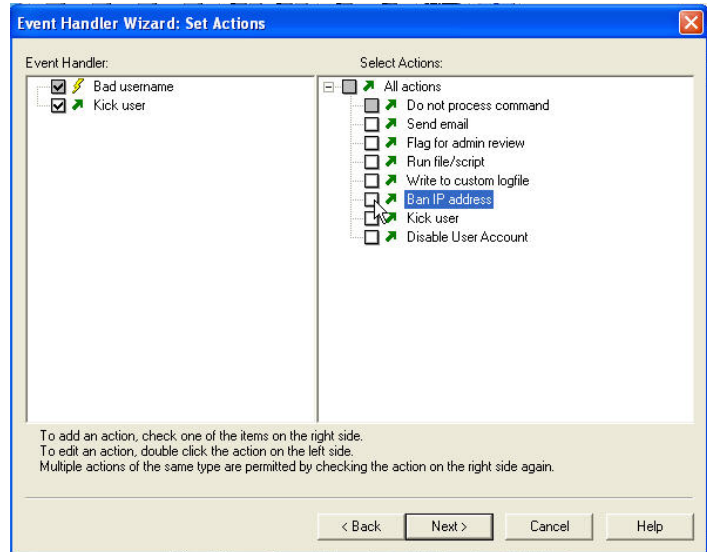 Event Handler Wizard: Set Actions
Event Handler:
Select Actions:
Bad username
Kick user
All actions
Do not process command
Send email
Flag for admin review
Run file/script
Write to custom logfile
Ban IP address
Kick user
Disable User Account
To add an action, check one of the items on the right side.
To edit an action, double click the action on the left side.
Multiple actions of the same type are permitted by checking the action on the right side again.
< Back
Next >
Cancel
Help